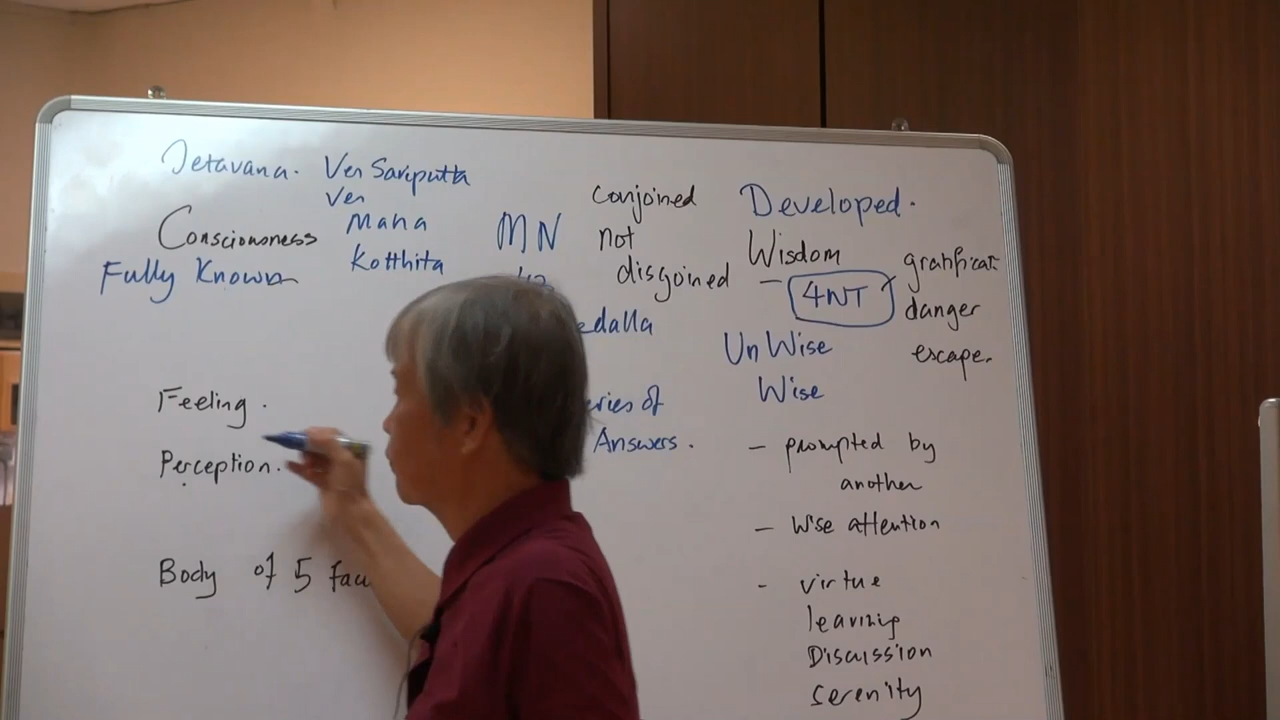 Jetavana. Ven Sariputta
Ven
Maha
Kotthita
Consciousness
Fully Known
MN
conjoined
not
disgoined
edalla
eries of
Answers.
Developed.
Wisdom
- 4NT
gratificat.
danger
escape.
UnWise
Wise
- prompted by
another
- Wise attention
- virtue
learning
Discussion
Serenity
Feeling.
Perception.
Body of 5 fau